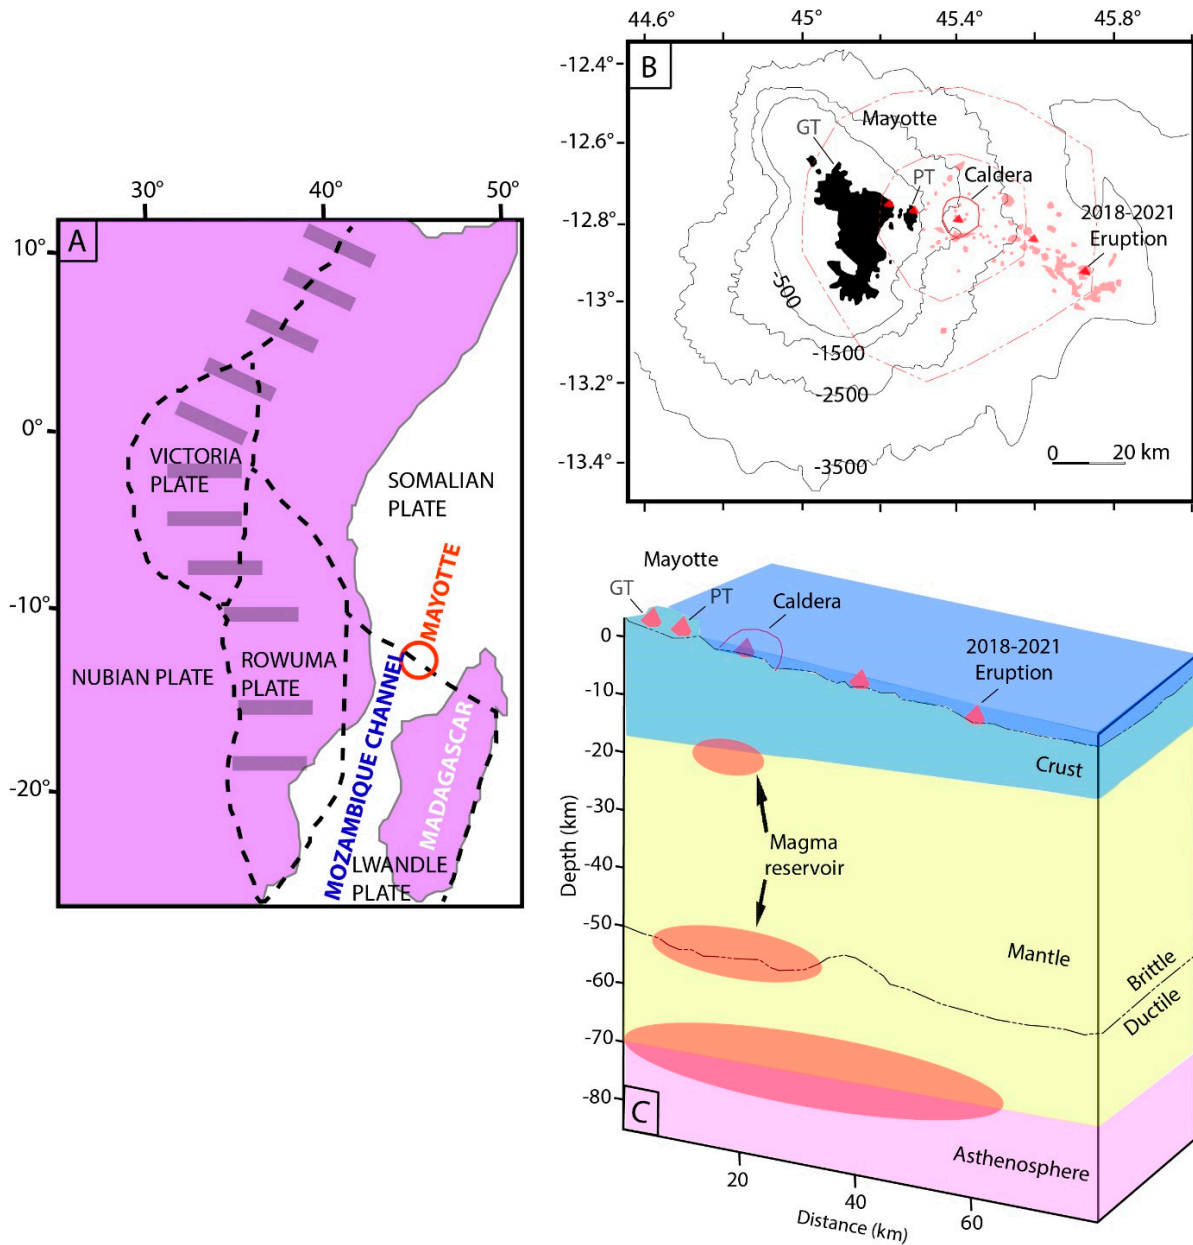 A
30°
40°
50°
10°
0°
-10°
-20°
VICTORIA
PLATE
SOMALIAN
PLATE
NUBIAN PLATE
ROWUMA
PLATE
MAYOTTE
MOZAMBIQUE CHANNEL
MADAGASCAR
LWANDLE
PLATE
B
44.6°
45°
45.4°
45.8°
-12.4°
-12.6°
-12.8°
-13°
-13.2°
-13.4°
GT
Mayotte
PT
Caldera
2018-2021
Eruption
-500
-1500
-2500
-3500
0
20 km
Mayotte
GT
PT
Caldera
2018-2021
Eruption
0
-10
-20
-30
-40
-50
-60
-70
-80
Depth (km)
Crust
Magma
reservoir
Mantle
Brittle
Ductile
C
Asthenosphere
20
40
60
Distance (km)